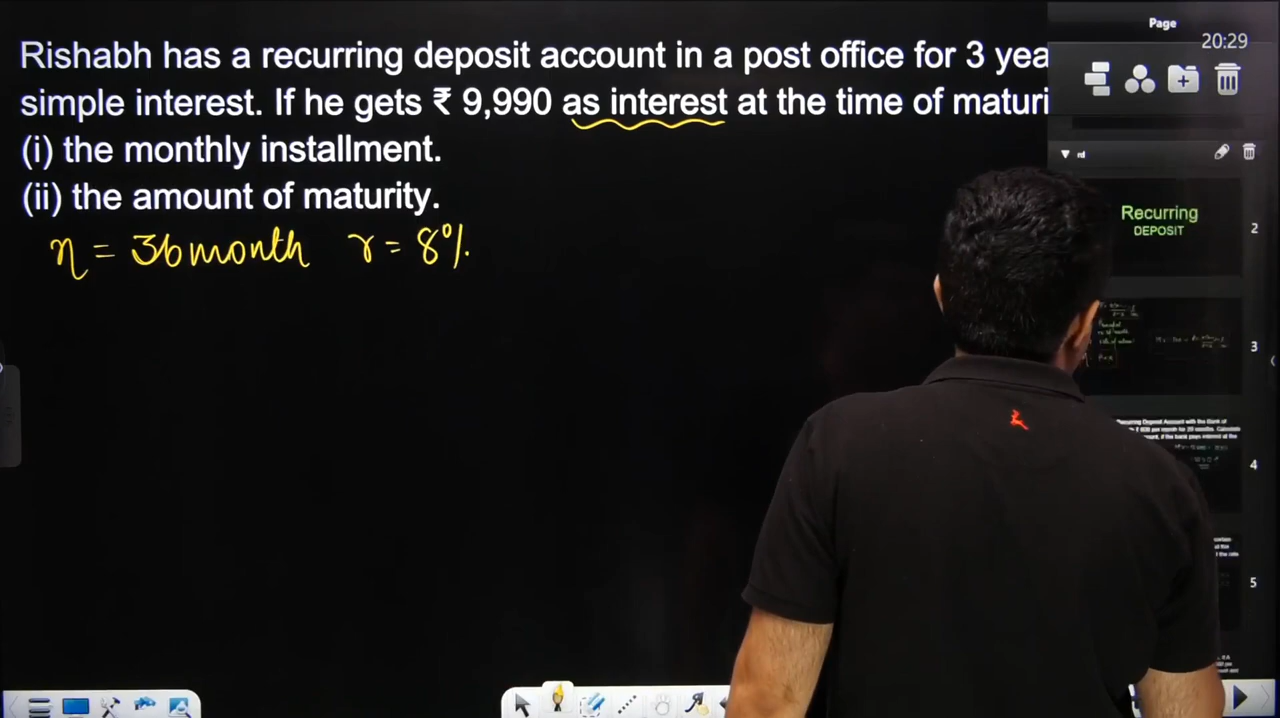 Rishabh has a recurring deposit account in a post office for 3
simple interest. If he gets ₹ 9,990 as interest at the time of
(i) the monthly installment.
(ii) the amount of maturity.
n = 36 month r = 8%
Page
20:29
rd
Recurring
DEPOSIT
2
3
4
5